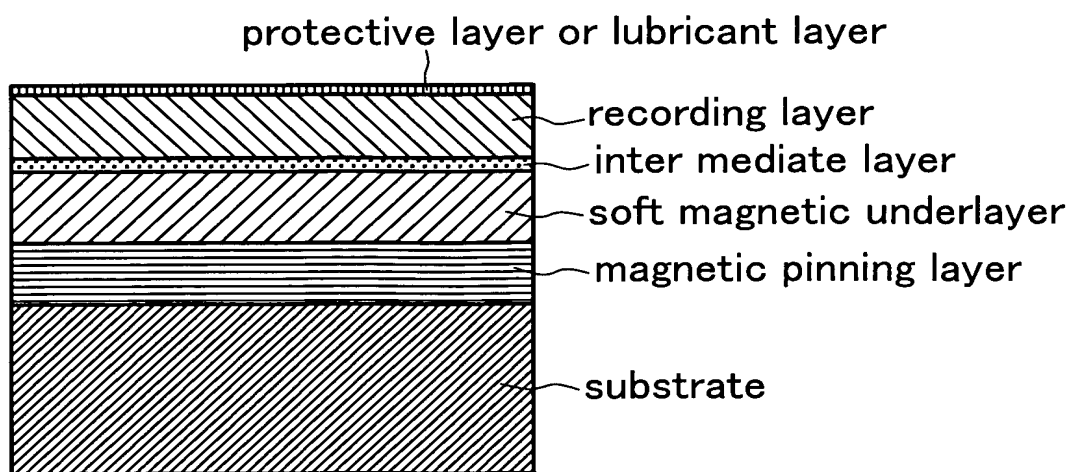 protective layer or lubricant layer
recording layer
inter mediate layer
soft magnetic underlayer
magnetic pinning layer
substrate